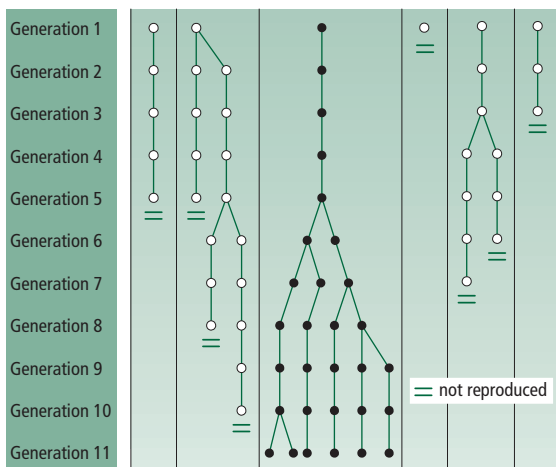 Generation 1
Generation 2
Generation 3
Generation 4
Generation 5
Generation 6
Generation 7
Generation 8
Generation 9
Generation 10
Generation 11
not reproduced